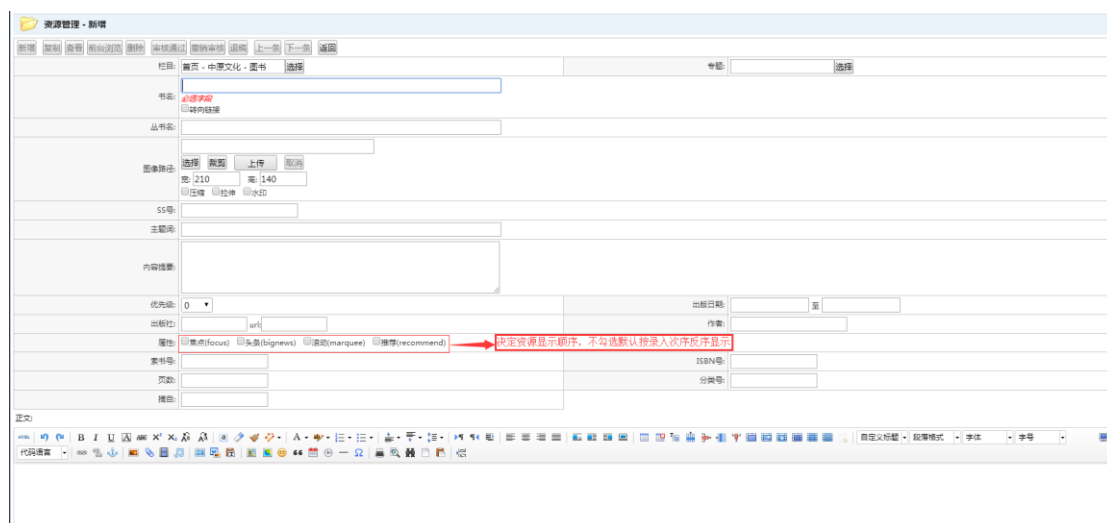 资源管理 - 新增
新增 复制 查看 前台浏览 删除 审核通过 撤销审核 退稿 上一条 下一条 返回
栏目: 首页 - 中原文化 - 图书 选择 专题: 选择
书名:
必填字段
转向链接
丛书名:
图像路径:
选择 裁剪 上传 取消
宽: 210 高: 140
压缩 拉伸 水印
SS号:
主题词:
内容提要:
优先级: 0 出版日期: 至
出版社: url: 作者:
属性: 焦点(focus) 头条(bignews) 滚动(marquee) 推荐(recommend) 决定资源显示顺序，不勾选默认按录入次序反序显示
索书号: ISBN号:
页数: 分类号:
摘自:
正文:
HTML B I U A ABC X² X₂ A 自定义标题 段落格式 字体 字号
代码语言